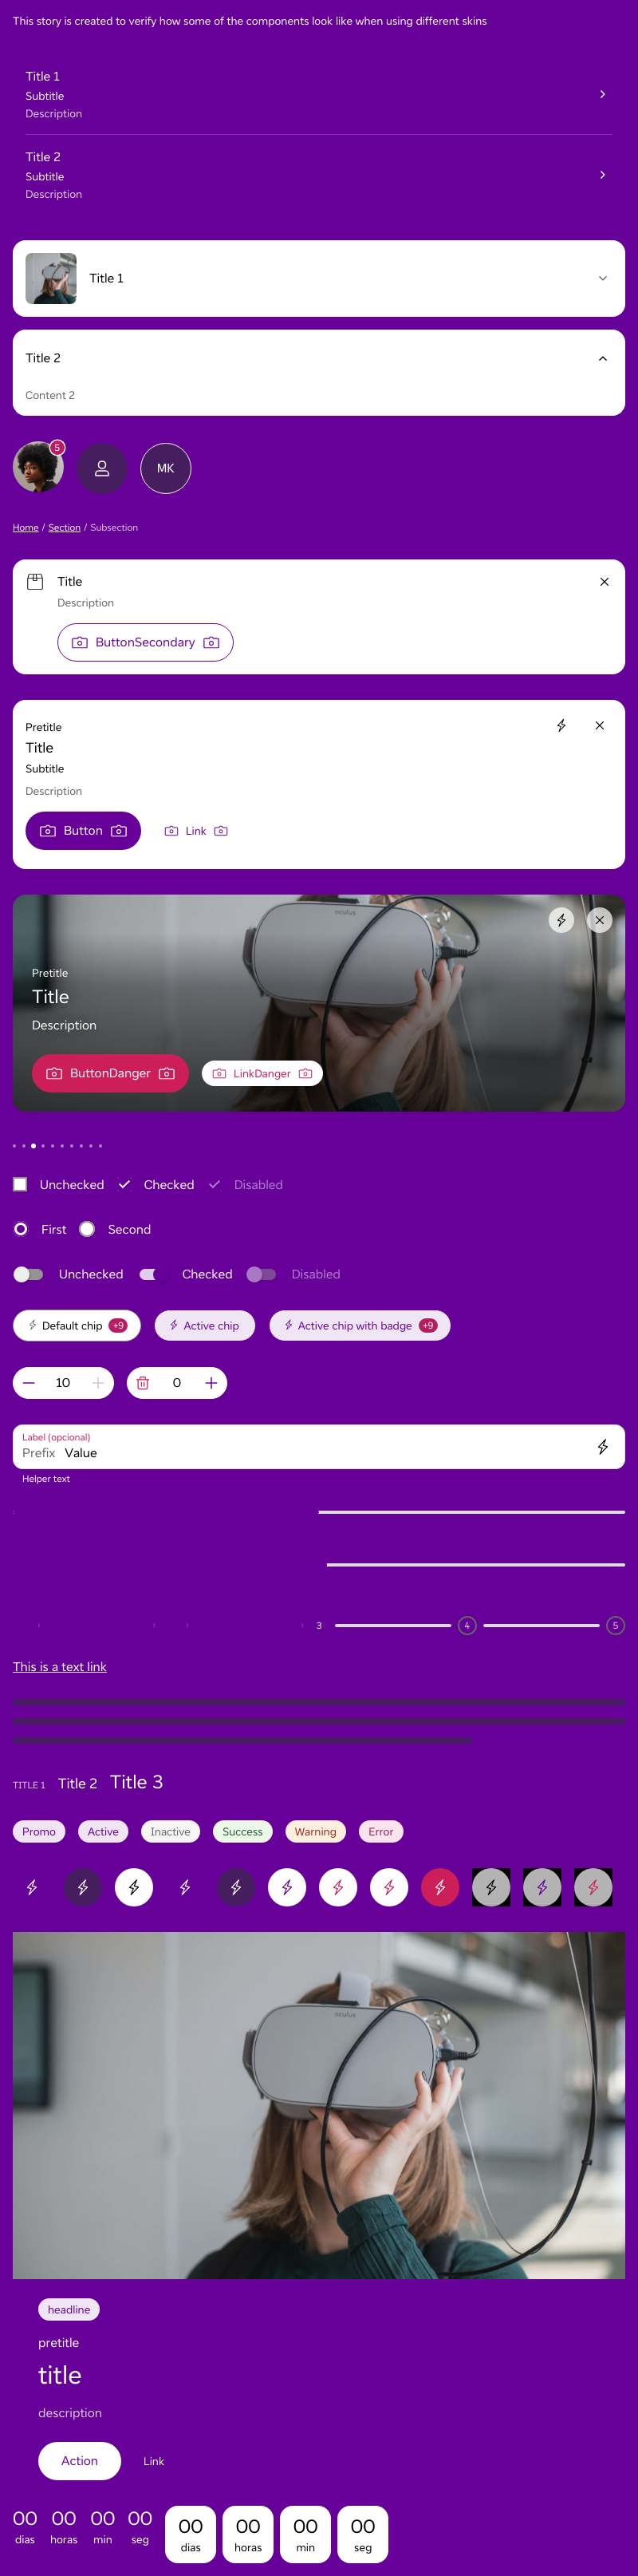 This story is created to verify how some of the components look like when using different skins
Title 1
Subtitle
Description
Title 2
Subtitle
Description
Title 1
Title 2
Content 2
5
MK
Home / Section / Subsection
Title
Description
ButtonSecondary
Pretitle
Title
Subtitle
Description
Button Link
oculus
Pretitle
Title
Description
ButtonDanger LinkDanger
Unchecked Checked Disabled
First Second
Unchecked Checked Disabled
Default chip +9 Active chip Active chip with badge +9
10 0
Label (optional)
Prefix Value
Helper text
3 4 5
This is a text link
TITLE 1 Title 2 Title 3
Promo Active Inactive Success Warning Error
oculus
headline
pretitle
title
description
Action Link
00 00 00 00 00 00 00 00
dias horas min seg dias horas min seg